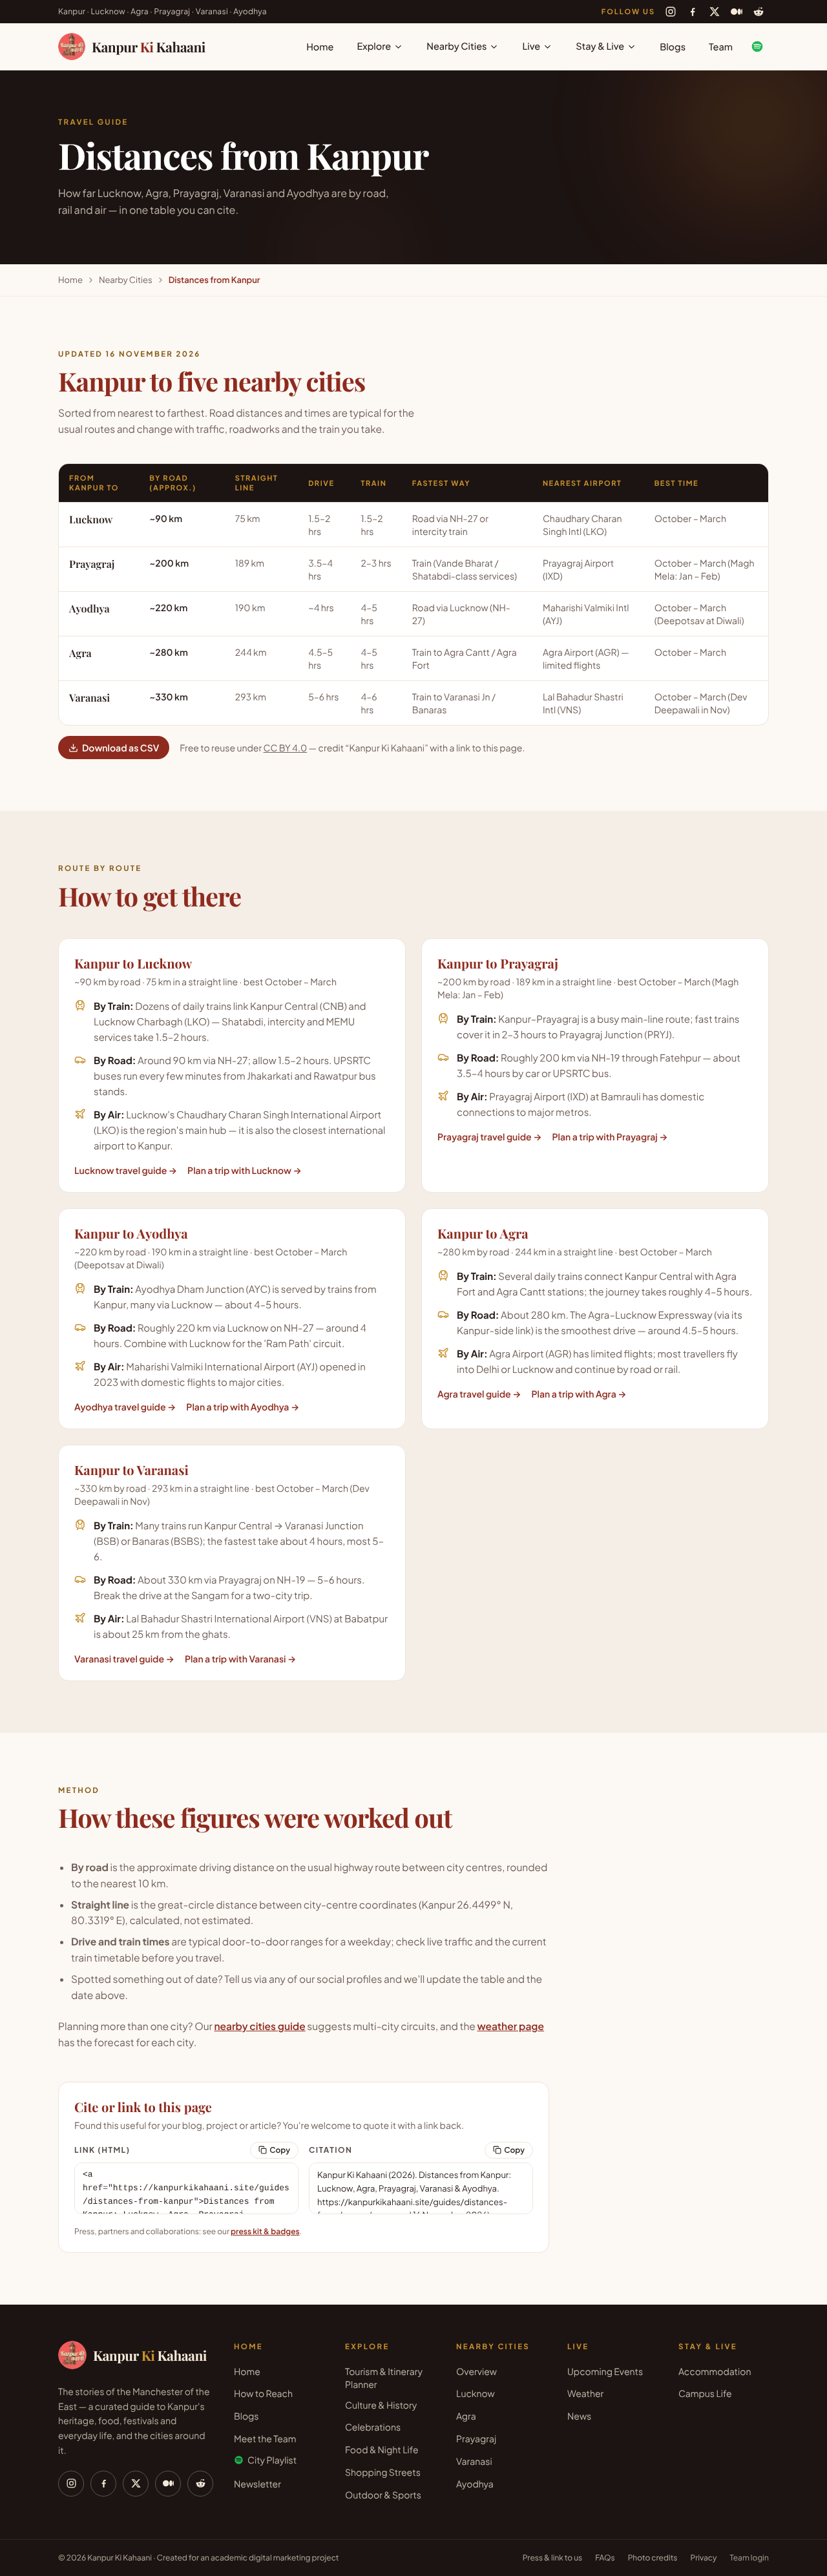 Kanpur · Lucknow · Agra · Prayagraj · Varanasi · Ayodhya
FOLLOW US
Kanpur Ki Kahaani
Home Explore Nearby Cities Live Stay & Live Blogs Team
TRAVEL GUIDE
Distances from Kanpur
How far Lucknow, Agra, Prayagraj, Varanasi and Ayodhya are by road,
rail and air — in one table you can cite.
Home > Nearby Cities > Distances from Kanpur
UPDATED 16 NOVEMBER 2026
Kanpur to five nearby cities
Sorted from nearest to farthest. Road distances and times are typical for the
usual routes and change with traffic, roadworks and the train you take.
FROM KANPUR TO BY ROAD (APPROX.) STRAIGHT LINE DRIVE TRAIN FASTEST WAY NEAREST AIRPORT BEST TIME
Lucknow ~90 km 75 km 1.5–2 hrs 1.5–2 hrs Road via NH-27 or intercity train Chaudhary Charan Singh Intl (LKO) October – March
Prayagraj ~200 km 189 km 3.5–4 hrs 2–3 hrs Train (Vande Bharat / Shatabdi-class services) Prayagraj Airport (IXD) October – March (Magh Mela: Jan – Feb)
Ayodhya ~220 km 190 km ~4 hrs 4–5 hrs Road via Lucknow (NH-27) Maharishi Valmiki Intl (AYJ) October – March (Deepotsav at Diwali)
Agra ~280 km 244 km 4.5–5 hrs 4–5 hrs Train to Agra Cantt / Agra Fort Agra Airport (AGR) — limited flights October – March
Varanasi ~330 km 293 km 5–6 hrs 4–6 hrs Train to Varanasi Jn / Banaras Lal Bahadur Shastri Intl (VNS) October – March (Dev Deepawali in Nov)
Download as CSV Free to reuse under CC BY 4.0 — credit “Kanpur Ki Kahaani” with a link to this page.
ROUTE BY ROUTE
How to get there
Kanpur to Lucknow
~90 km by road · 75 km in a straight line · best October – March
By Train: Dozens of daily trains link Kanpur Central (CNB) and
Lucknow Charbagh (LKO) — Shatabdi, intercity and MEMU
services take 1.5–2 hours.
By Road: Around 90 km via NH-27; allow 1.5–2 hours. UPSRTC
buses run every few minutes from Jhakarkati and Rawatpur bus
stands.
By Air: Lucknow's Chaudhary Charan Singh International Airport
(LKO) is the region's main hub — it is also the closest international
airport to Kanpur.
Lucknow travel guide → Plan a trip with Lucknow →
Kanpur to Prayagraj
~200 km by road · 189 km in a straight line · best October – March (Magh
Mela: Jan – Feb)
By Train: Kanpur–Prayagraj is a busy main-line route; fast trains
cover it in 2–3 hours to Prayagraj Junction (PRYJ).
By Road: Roughly 200 km via NH-19 through Fatehpur — about
3.5–4 hours by car or UPSRTC bus.
By Air: Prayagraj Airport (IXD) at Bamrauli has domestic
connections to major metros.
Prayagraj travel guide → Plan a trip with Prayagraj →
Kanpur to Ayodhya
~220 km by road · 190 km in a straight line · best October – March
(Deepotsav at Diwali)
By Train: Ayodhya Dham Junction (AYC) is served by trains from
Kanpur, many via Lucknow — about 4–5 hours.
By Road: Roughly 220 km via Lucknow on NH-27 — around 4
hours. Combine with Lucknow for the 'Ram Path' circuit.
By Air: Maharishi Valmiki International Airport (AYJ) opened in
2023 with domestic flights to major cities.
Ayodhya travel guide → Plan a trip with Ayodhya →
Kanpur to Agra
~280 km by road · 244 km in a straight line · best October – March
By Train: Several daily trains connect Kanpur Central with Agra
Fort and Agra Cantt stations; the journey takes roughly 4–5 hours.
By Road: About 280 km. The Agra–Lucknow Expressway (via its
Kanpur-side link) is the smoothest drive — around 4.5–5 hours.
By Air: Agra Airport (AGR) has limited flights; most travellers fly
into Delhi or Lucknow and continue by road or rail.
Agra travel guide → Plan a trip with Agra →
Kanpur to Varanasi
~330 km by road · 293 km in a straight line · best October – March (Dev
Deepawali in Nov)
By Train: Many trains run Kanpur Central → Varanasi Junction
(BSB) or Banaras (BSBS); the fastest take about 4 hours, most 5–
6.
By Road: About 330 km via Prayagraj on NH-19 — 5–6 hours.
Break the drive at the Sangam for a two-city trip.
By Air: Lal Bahadur Shastri International Airport (VNS) at Babatpur
is about 25 km from the ghats.
Varanasi travel guide → Plan a trip with Varanasi →
METHOD
How these figures were worked out
• By road is the approximate driving distance on the usual highway route between city centres, rounded
to the nearest 10 km.
• Straight line is the great-circle distance between city-centre coordinates (Kanpur 26.4499° N,
80.3319° E), calculated, not estimated.
• Drive and train times are typical door-to-door ranges for a weekday; check live traffic and the current
train timetable before you travel.
• Spotted something out of date? Tell us via any of our social profiles and we'll update the table and the
date above.
Planning more than one city? Our nearby cities guide suggests multi-city circuits, and the weather page
has the forecast for each city.
Cite or link to this page
Found this useful for your blog, project or article? You're welcome to quote it with a link back.
LINK (HTML) Copy
<a
href="https://kanpurkikahaani.site/guides
/distances-from-kanpur">Distances from
Kanpur: Lucknow, Agra, Prayagraj,
CITATION Copy
Kanpur Ki Kahaani (2026). Distances from Kanpur:
Lucknow, Agra, Prayagraj, Varanasi & Ayodhya.
https://kanpurkikahaani.site/guides/distances-
Press, partners and collaborations: see our press kit & badges.
Kanpur Ki Kahaani
The stories of the Manchester of the
East — a curated guide to Kanpur's
heritage, food, festivals and
everyday life, and the cities around
it.
HOME
Home
How to Reach
Blogs
Meet the Team
City Playlist
Newsletter
EXPLORE
Tourism & Itinerary
Planner
Culture & History
Celebrations
Food & Night Life
Shopping Streets
Outdoor & Sports
NEARBY CITIES
Overview
Lucknow
Agra
Prayagraj
Varanasi
Ayodhya
LIVE
Upcoming Events
Weather
News
STAY & LIVE
Accommodation
Campus Life
© 2026 Kanpur Ki Kahaani · Created for an academic digital marketing project
Press & link to us FAQs Photo credits Privacy Team login